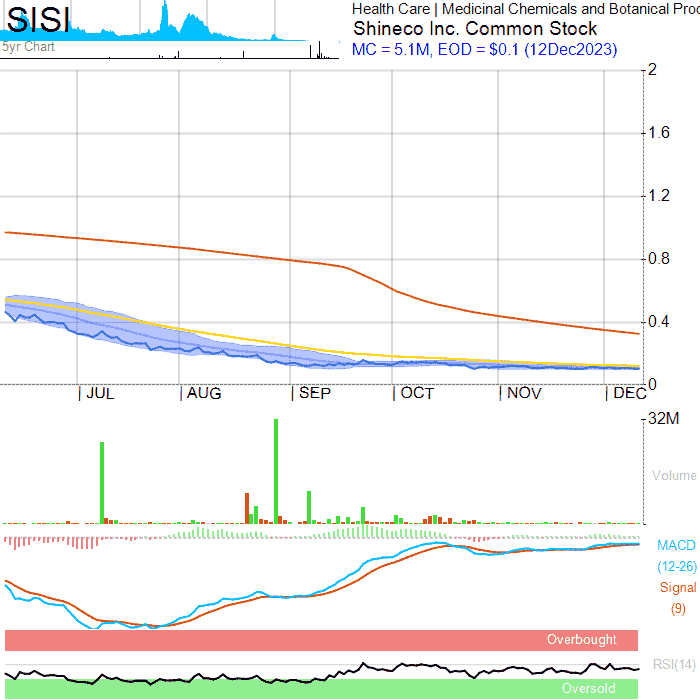 SISI
5yr Chart
Health Care | Medicinal Chemicals and Botanical Proc
Shineco Inc. Common Stock
MC = 5.1M, EOD = $0.1 (12Dec2023)
2
1.6
1.2
0.8
0.4
0
JUL AUG SEP OCT NOV DEC
32M
Volume
MACD
(12-26)
Signal
(9)
Overbought
RSI(14)
Oversold